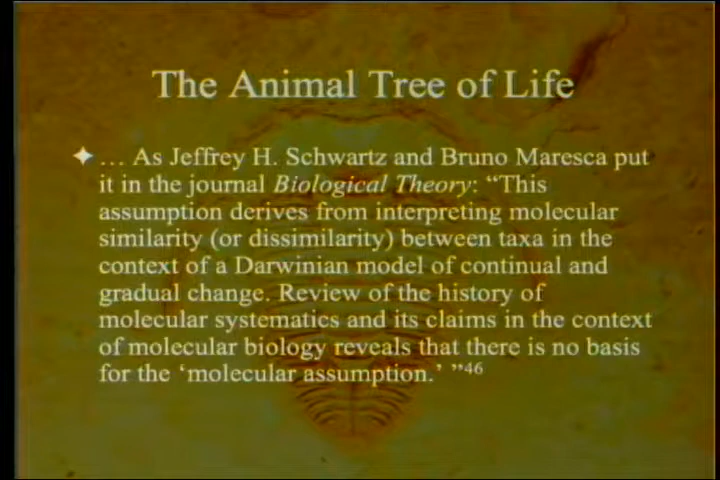 The Animal Tree of Life
… As Jeffrey H. Schwartz and Bruno Maresca put
it in the journal Biological Theory: “This
assumption derives from interpreting molecular
similarity (or dissimilarity) between taxa in the
context of a Darwinian model of continual and
gradual change. Review of the history of
molecular systematics and its claims in the context
of molecular biology reveals that there is no basis
for the ‘molecular assumption.’ ”46